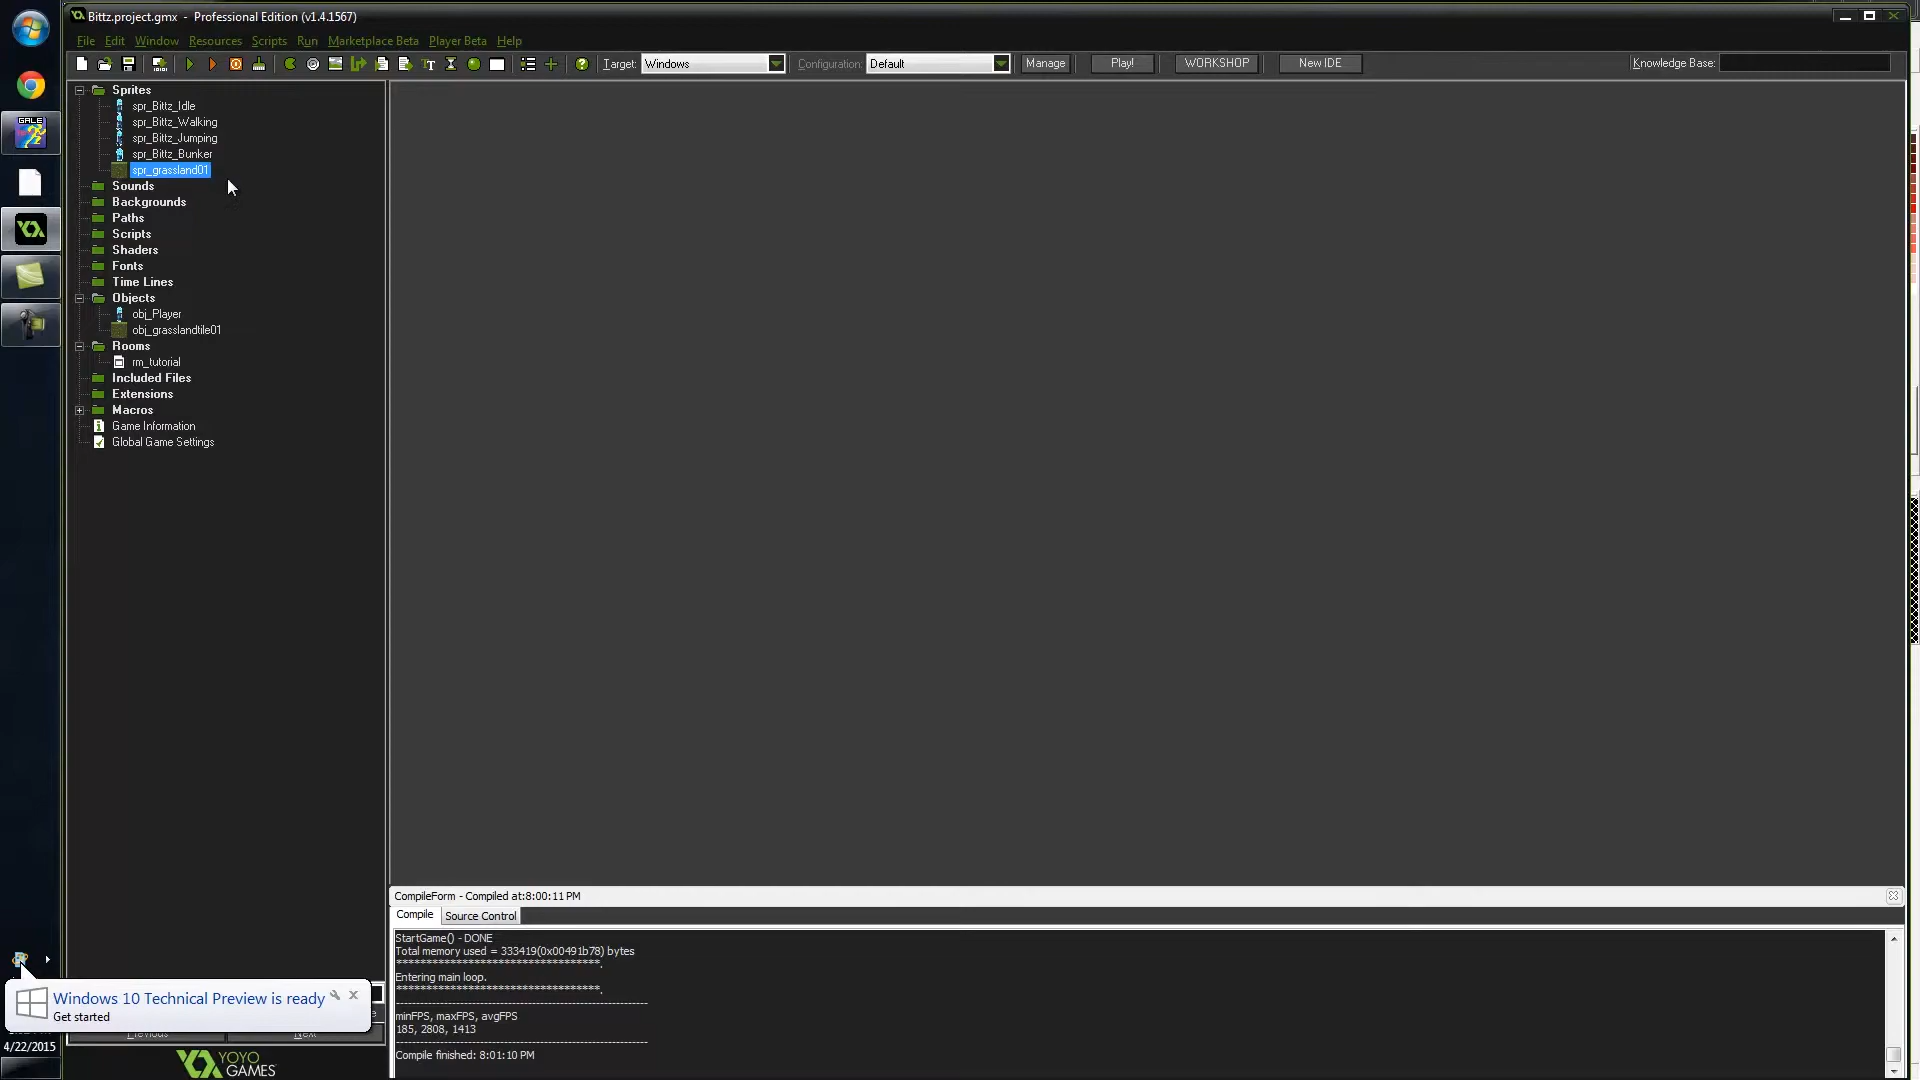 Bittz.project.gmx - Professional Edition (v1.4.1567)
File Edit Window Resources Scripts Run Marketplace Beta Player Beta Help
Target: Windows Configuration: Default Manage Play! WORKSHOP New IDE Knowledge Base:
GALE
Sprites
spr_Bittz_Idle
spr_Bittz_Walking
spr_Bittz_Jumping
spr_Bittz_Bunker
spr_grassland01
Sounds
Backgrounds
Paths
Scripts
Shaders
Fonts
Time Lines
Objects
obj_Player
obj_grasslandtile01
Rooms
rm_tutorial
Included Files
Extensions
Macros
Game Information
Global Game Settings
CompileForm - Compiled at:8:00:11 PM
Compile Source Control
StartGame() - DONE
Total memory used = 333419(0x00491b78) bytes
***********************************.
Entering main loop.
***********************************.
minFPS, maxFPS, avgFPS
185, 2808, 1413
Compile finished: 8:01:10 PM
Windows 10 Technical Preview is ready
Get started
Previous Next
4/22/2015
YOYO
GAMES